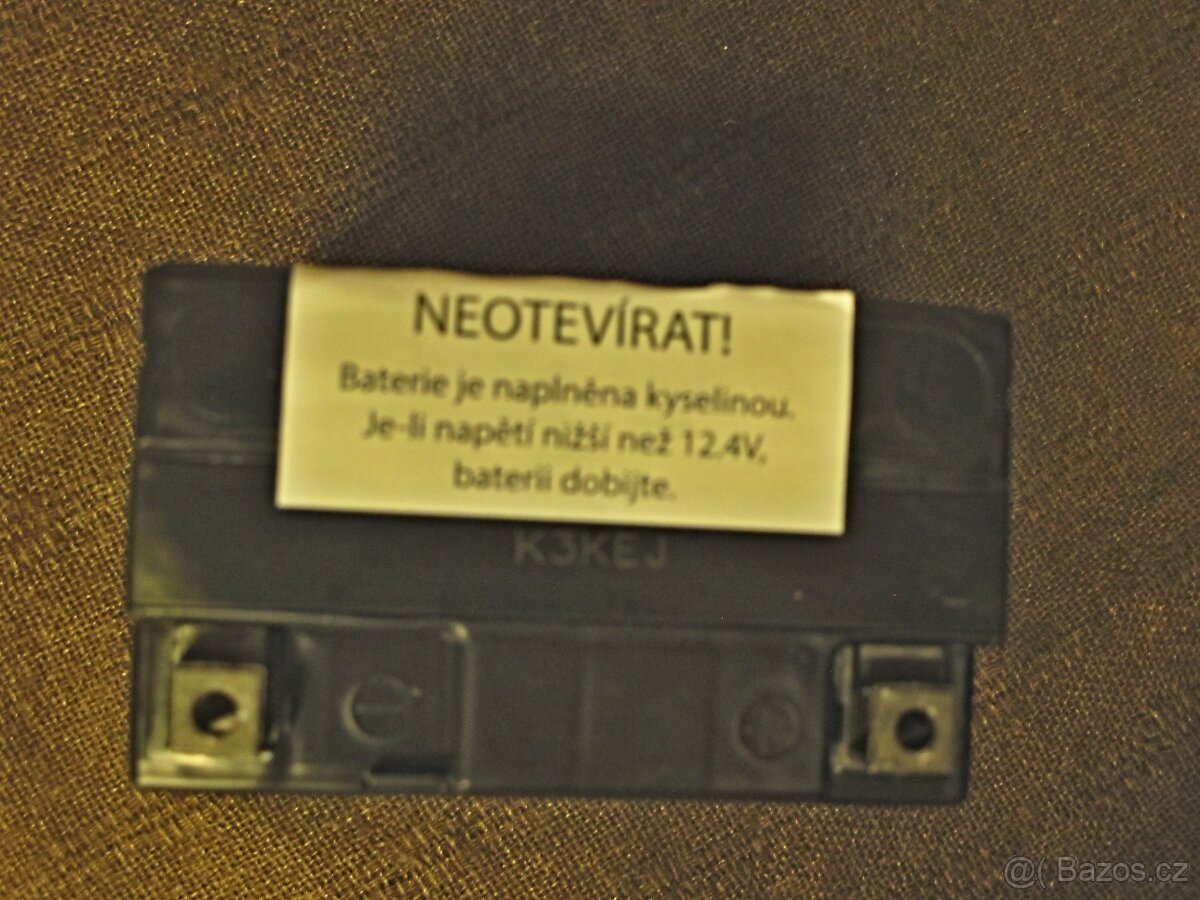 NEOTEVÍRAT!
Baterie je naplněna kyselinou.
Je-li napětí nižší než 12.4V,
baterii dobijte.
K3KEJ
@( Bazos.cz